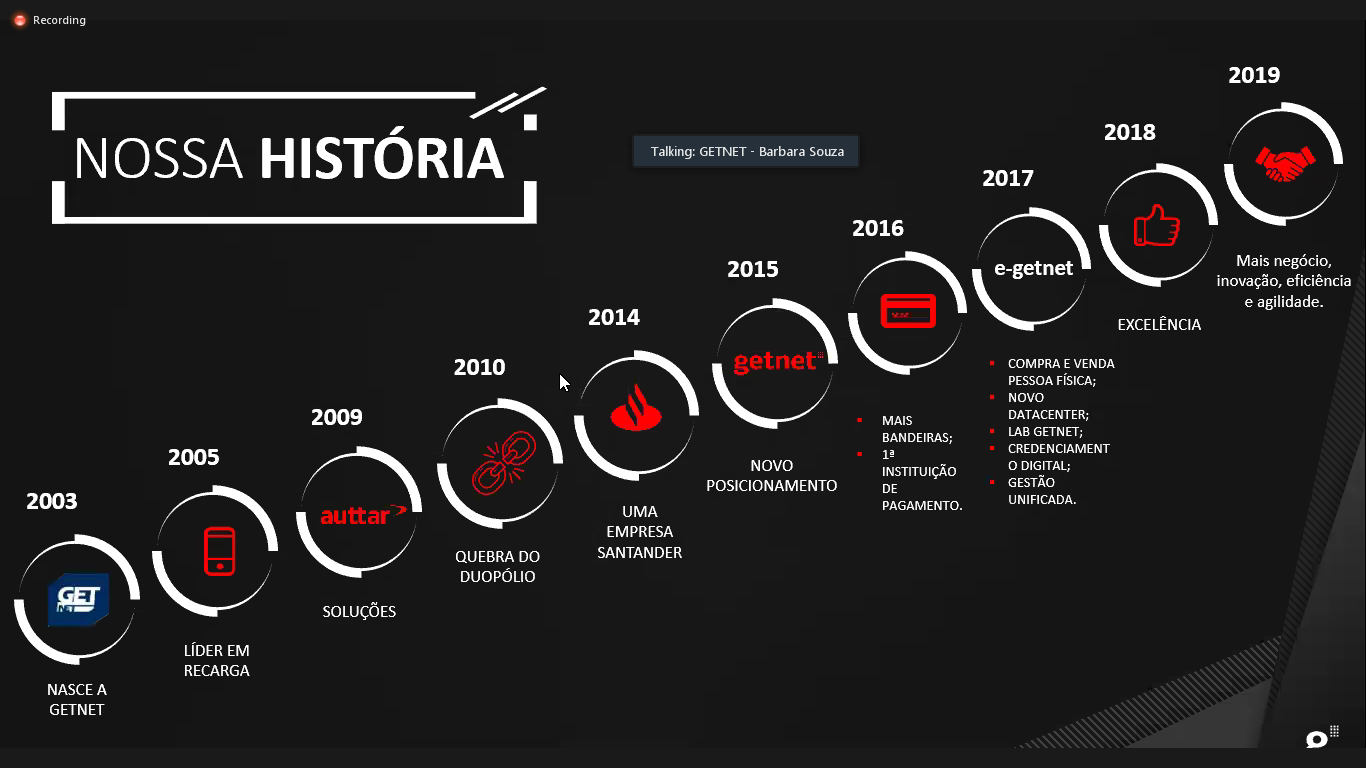 Recording
NOSSA HISTÓRIA
Talking: GETNET - Barbara Souza
2003
GET
NET
NASCE A
GETNET
2005
LÍDER EM
RECARGA
2009
auttar
SOLUÇÕES
2010
QUEBRA DO
DUOPÓLIO
2014
UMA
EMPRESA
SANTANDER
2015
getnet
NOVO
POSICIONAMENTO
2016
MAIS
BANDEIRAS;
1ª
INSTITUIÇÃO
DE
PAGAMENTO.
2017
e-getnet
COMPRA E VENDA
PESSOA FÍSICA;
NOVO
DATACENTER;
LAB GETNET;
CREDENCIAMENT
O DIGITAL;
GESTÃO
UNIFICADA.
2018
EXCELÊNCIA
2019
Mais negócio,
inovação, eficiência
e agilidade.